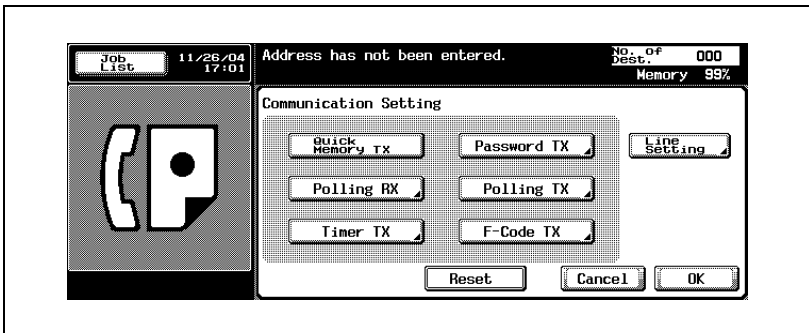 Job List
11/26/04
17:01
Address has not been entered.
No. of Dest. 000
Memory 99%
Communication Setting
Quick Memory TX
Password TX
Line Setting
Polling RX
Polling TX
Timer TX
F-Code TX
Reset
Cancel
OK